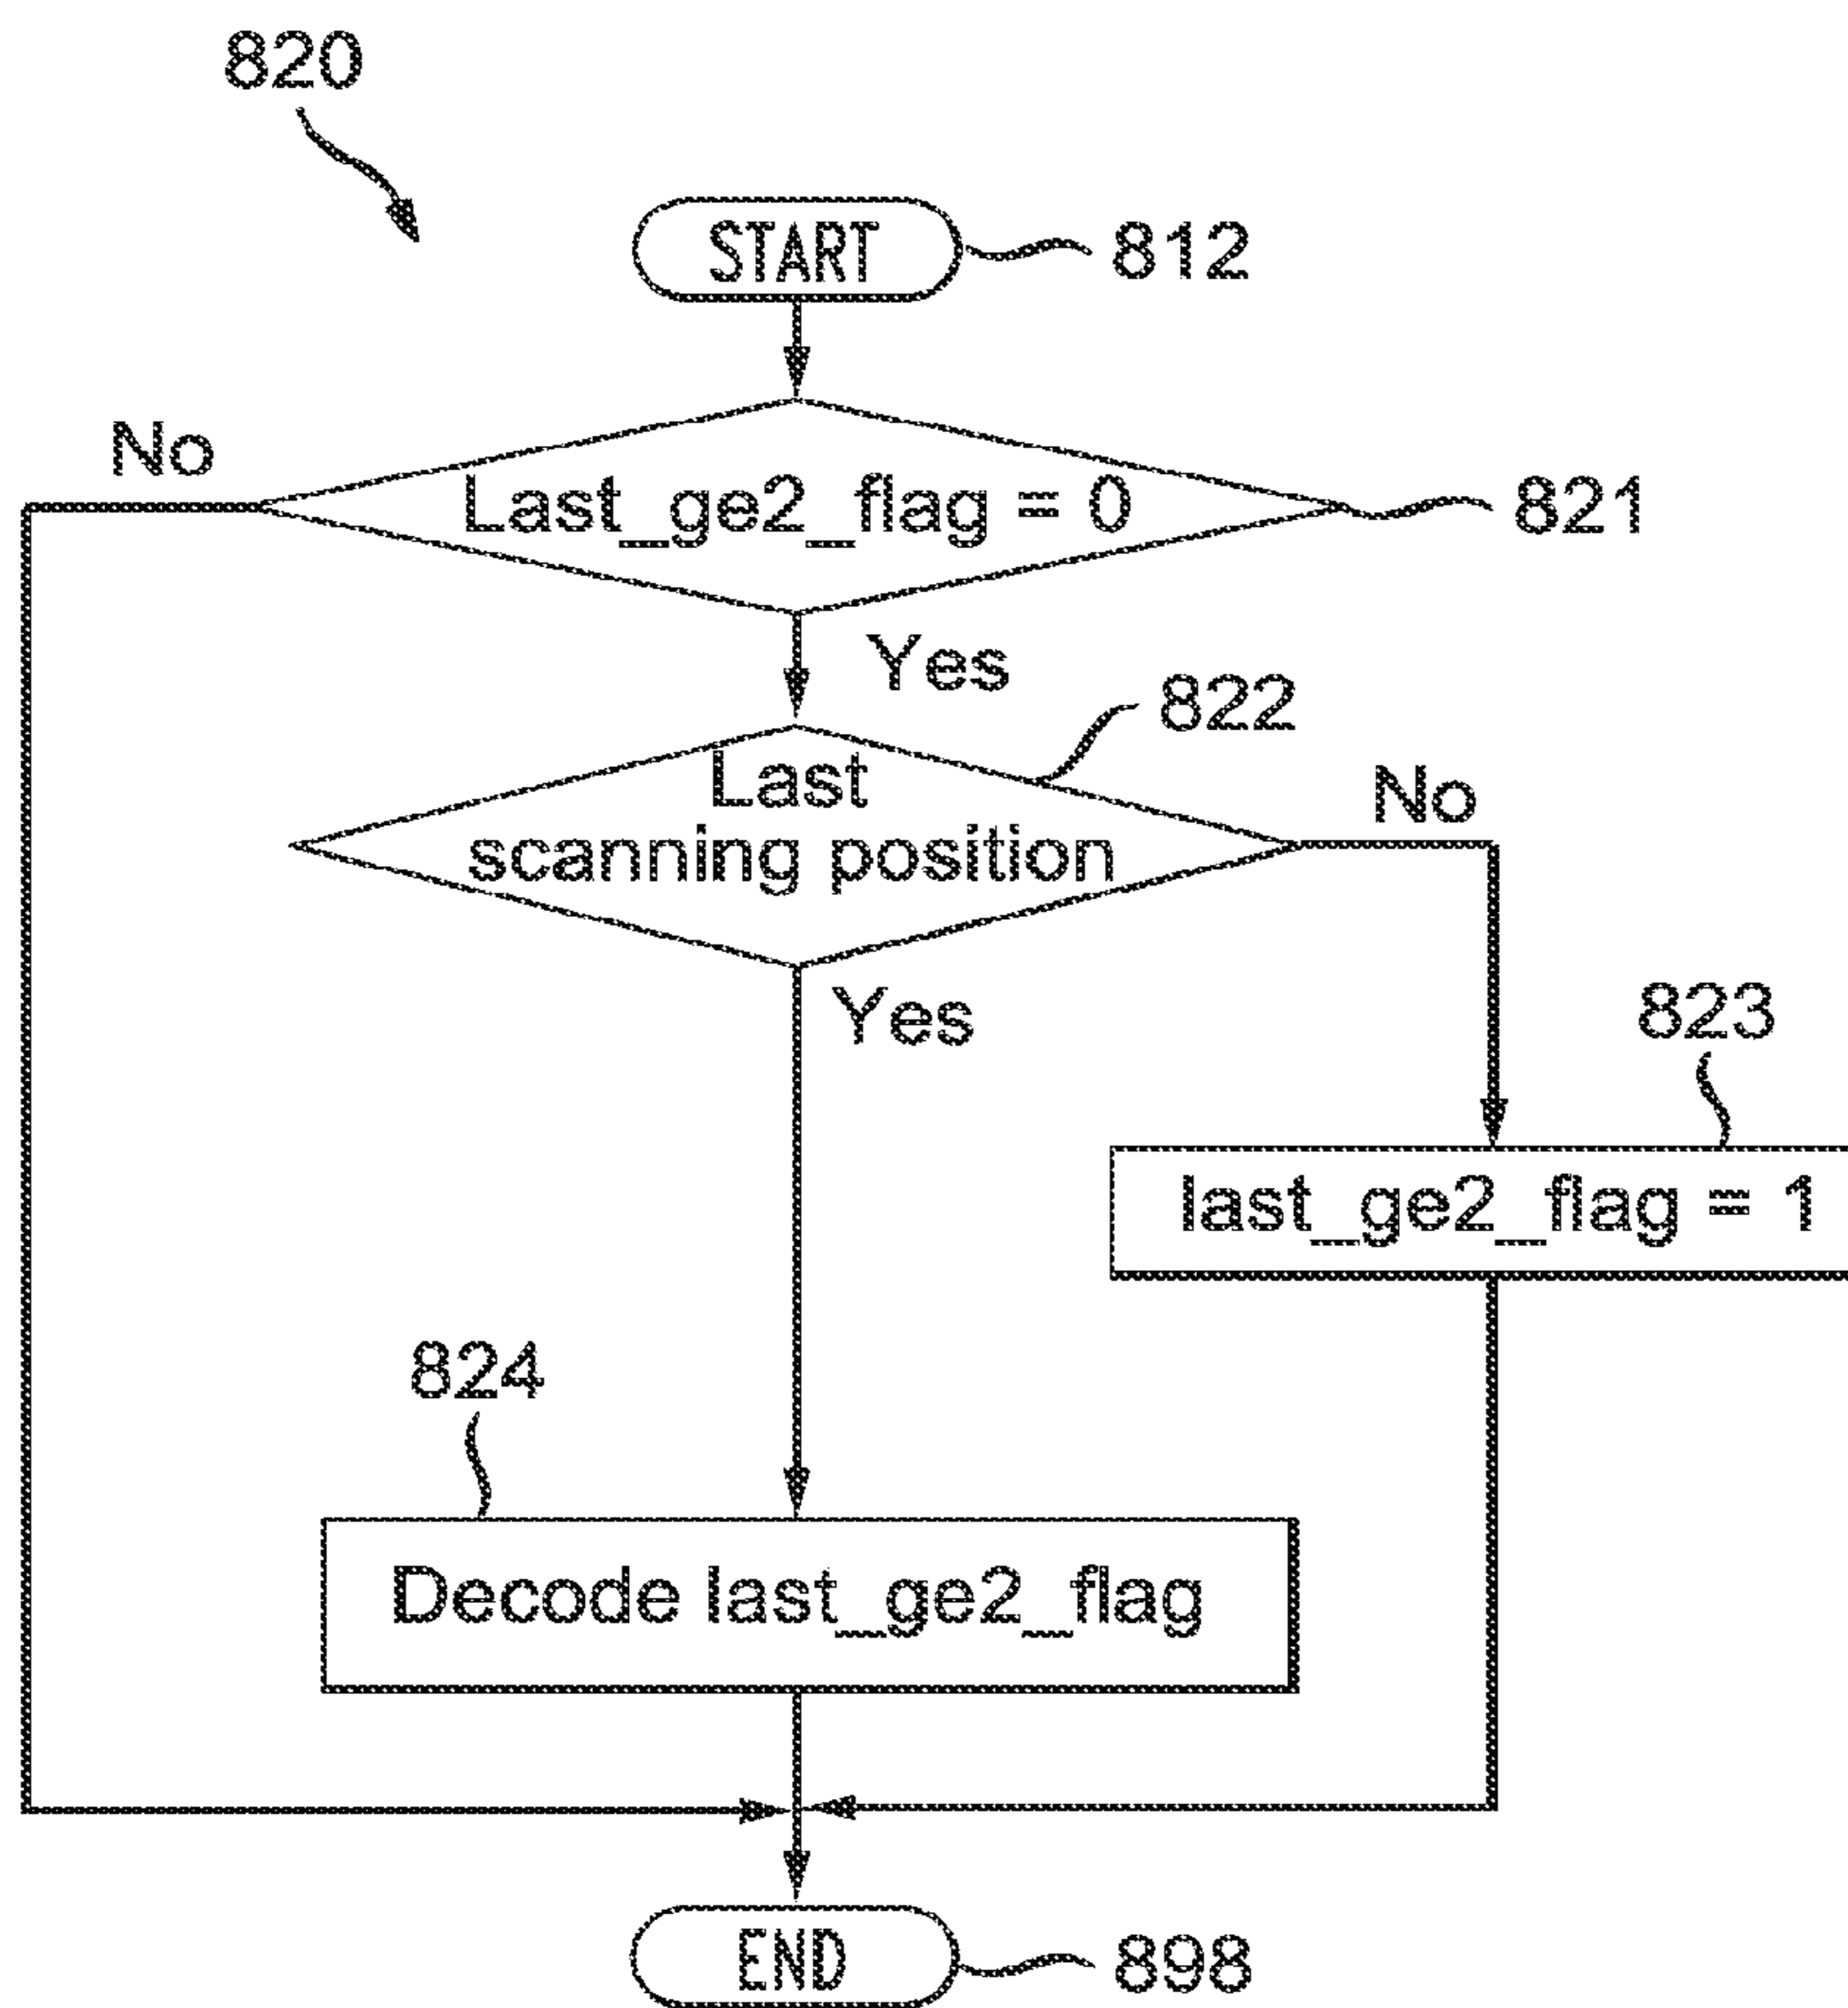 820
START
812
No
Last_ge2_flag = 0
821
Yes
822
Last
scanning position
No
Yes
823
last_ge2_flag = 1
824
Decode last_ge2_flag
END
898